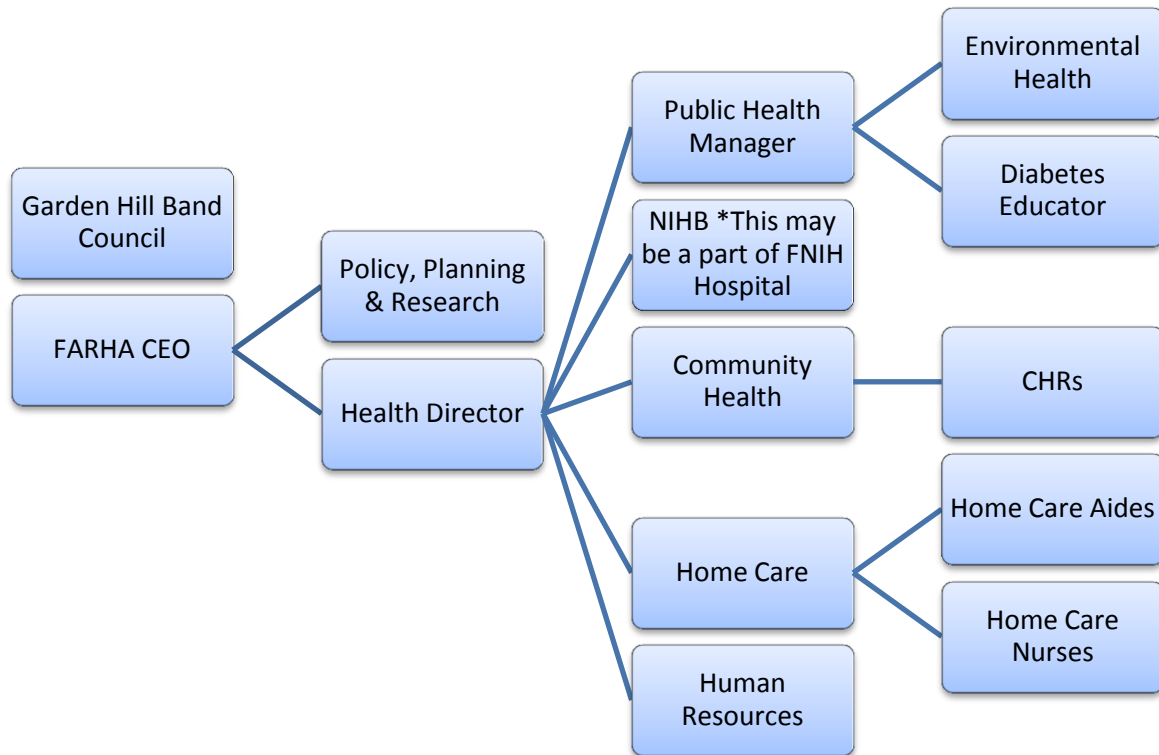 Garden Hill Band
Council
FARHA CEO
Policy, Planning
& Research
Health Director
Public Health
Manager
NIHB *This may
be a part of FNIH
Hospital
Community
Health
Home Care
Human
Resources
Environmental
Health
Diabetes
Educator
CHRs
Home Care Aides
Home Care
Nurses